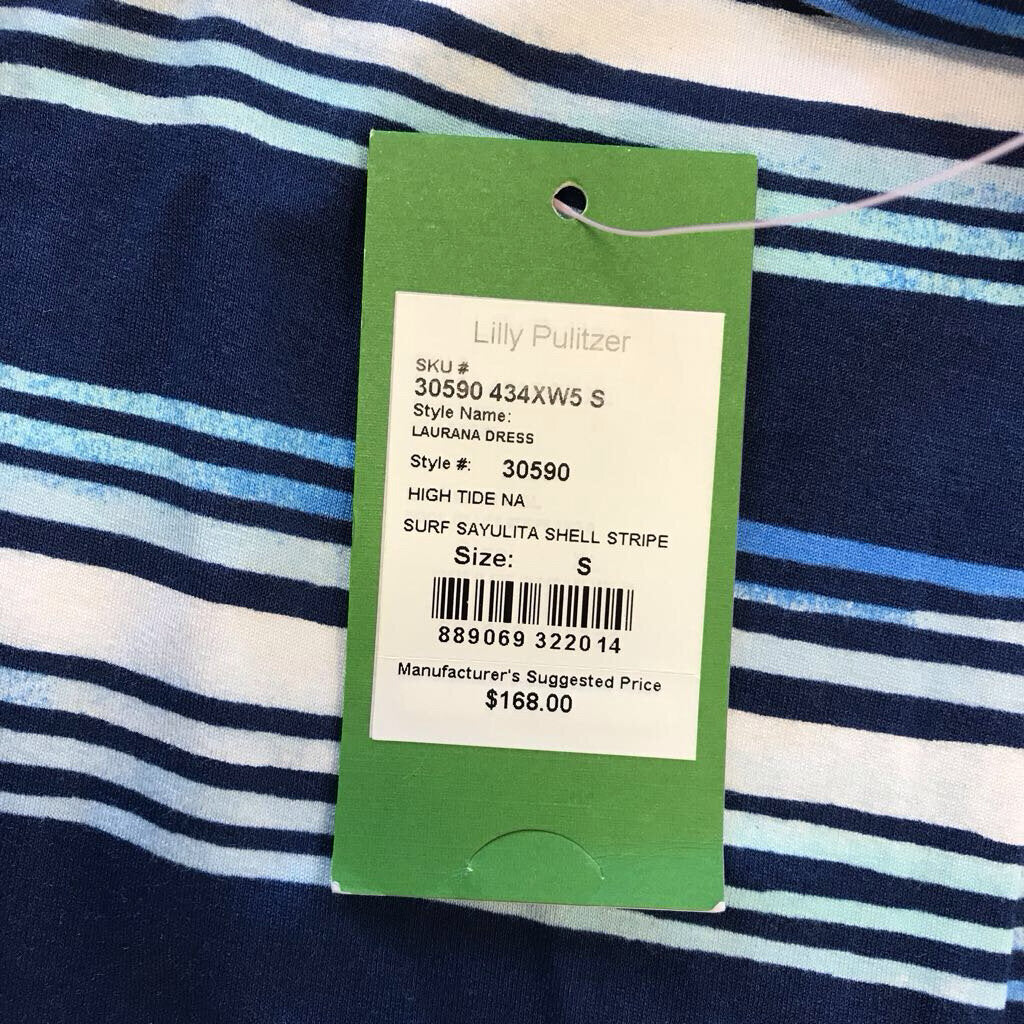 Lilly Pulitzer
SKU #
30590 434XW5 S
Style Name:
LAURANA DRESS
Style #: 30590
HIGH TIDE NA
SURF SAYULITA SHELL STRIPE
Size: S
889069 322014
Manufacturer's Suggested Price
$168.00